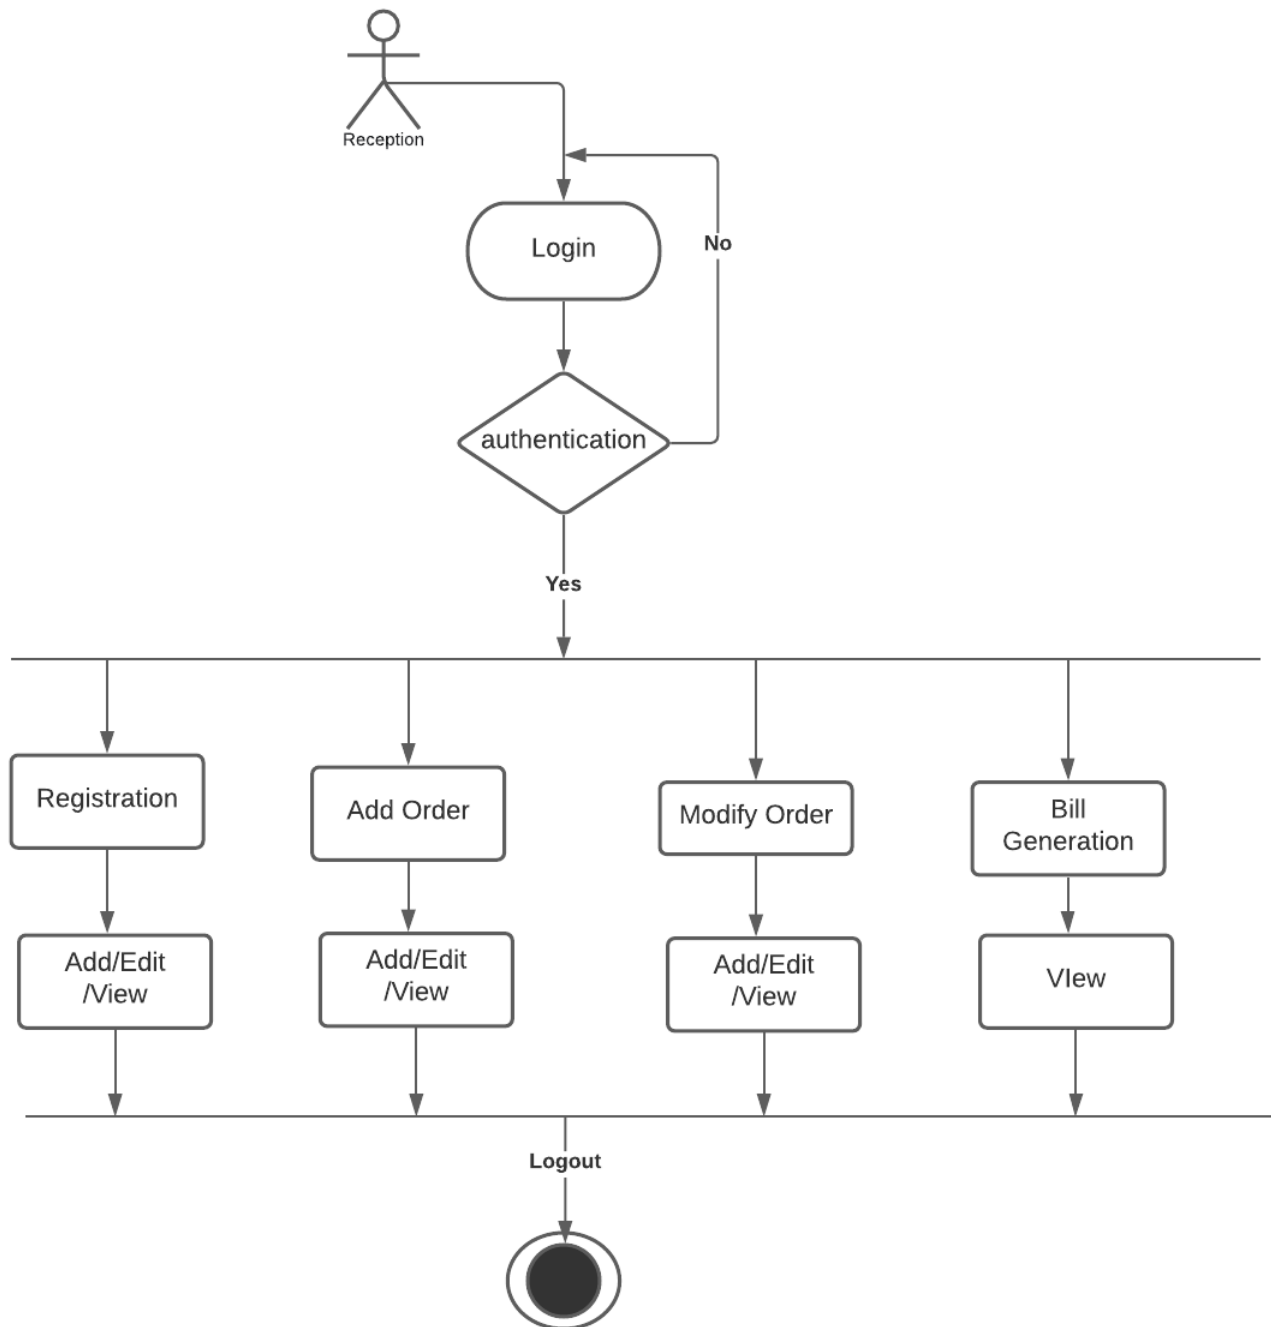 Reception
Login
No
authentication
Yes
Registration
Add Order
Modify Order
Bill
Generation
Add/Edit
/View
Add/Edit
/View
Add/Edit
/View
VIew
Logout